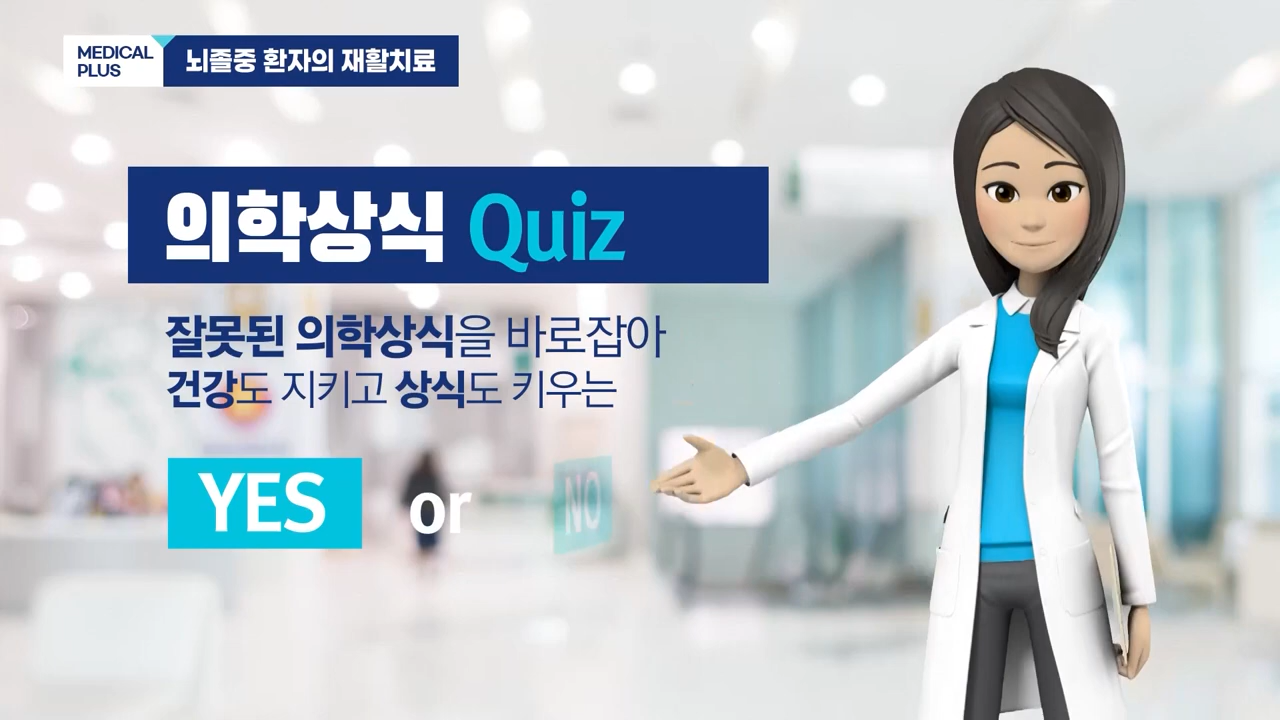 MEDICAL
PLUS
뇌졸중 환자의 재활치료
의학상식 Quiz
잘못된 의학상식을 바로잡아
건강도 지키고 상식도 키우는
YES or NO